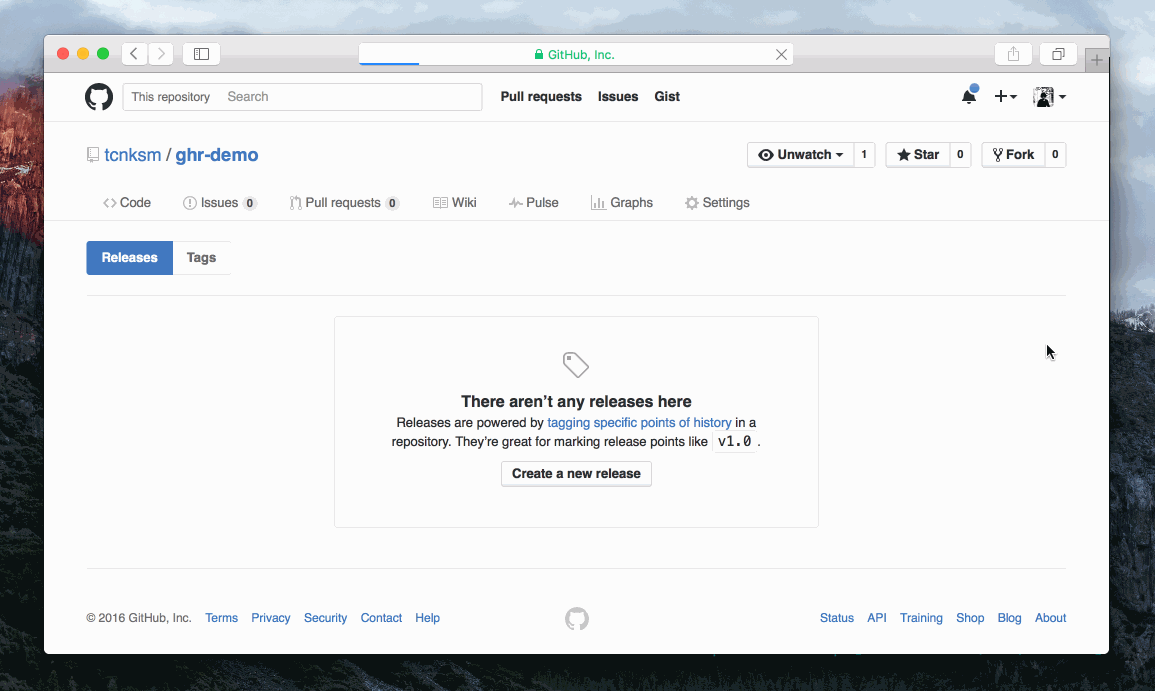 GitHub, Inc.
This repository Search Pull requests Issues Gist
tcnksm / ghr-demo Unwatch 1 Star 0 Fork 0
Code Issues 0 Pull requests 0 Wiki Pulse Graphs Settings
Releases Tags
There aren’t any releases here
Releases are powered by tagging specific points of history in a
repository. They’re great for marking release points like v1.0 .
Create a new release
© 2016 GitHub, Inc. Terms Privacy Security Contact Help Status API Training Shop Blog About